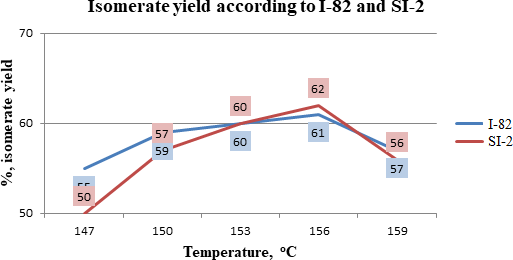 Isomerate yield according to I-82 and SI-2
%, isomerate yield
70
60
50
55
50
57
59
60
60
62
61
56
57
147 150 153 156 159
Temperature, °C
I-82
SI-2